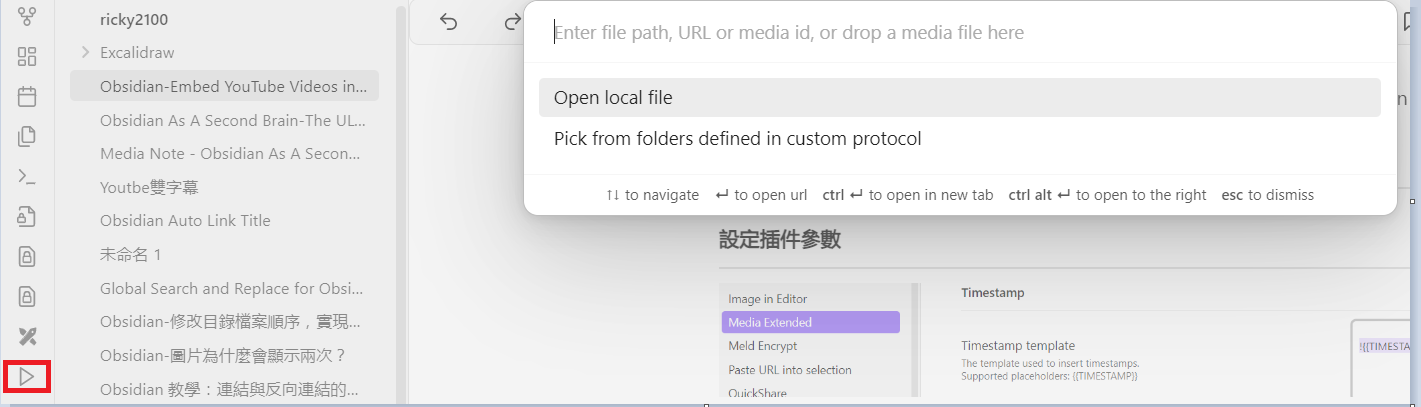 ricky2100
Excalidraw
Obsidian-Embed YouTube Videos in...
Obsidian As A Second Brain-The UL...
Media Note - Obsidian As A Secon...
Youtbe雙字幕
Obsidian Auto Link Title
未命名 1
Global Search and Replace for Obsi...
Obsidian-修改目錄檔案順序，實現...
Obsidian-圖片為什麼會顯示兩次？
Obsidian 教學：連結與反向連結的...
Enter file path, URL or media id, or drop a media file here
Open local file
Pick from folders defined in custom protocol
↑↓ to navigate ↵ to open url ctrl ↵ to open in new tab ctrl alt ↵ to open to the right esc to dismiss
設定插件參數
Image in Editor
Media Extended
Meld Encrypt
Paste URL into selection
QuickShare
Timestamp
Timestamp template
The template used to insert timestamps.
Supported placeholders: {{TIMESTAMP}}